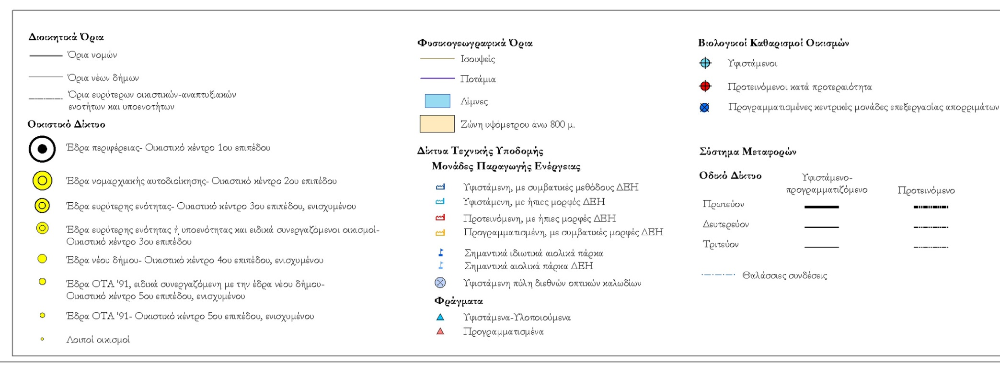 Διοικητικά Όρια
Όρια νομών
Όρια νέων δήμων
Όρια ευρύτερων οικιστικών-αναπτυξιακών
ενοτήτων και υποενοτήτων
Οικιστικό Δίκτυο
Έδρα περιφέρειας- Οικιστικό κέντρο 1ου επιπέδου
Έδρα νομαρχιακής αυτοδιοίκησης- Οικιστικό κέντρο 2ου επιπέδου
Έδρα ευρύτερης ενότητας- Οικιστικό κέντρο 3ου επιπέδου, ενισχυμένου
Έδρα ευρύτερης ενότητας ή υποενότητας και ειδικά συνεργαζόμενοι οικισμοί-
Οικιστικό κέντρο 3ου επιπέδου
Έδρα νέου δήμου- Οικιστικό κέντρο 4ου επιπέδου, ενισχυμένου
Έδρα ΟΤΑ '91, ειδικά συνεργαζόμενη με την έδρα νέου δήμου-
Οικιστικό κέντρο 5ου επιπέδου, ενισχυμένου
Έδρα ΟΤΑ '91- Οικιστικό κέντρο 5ου επιπέδου, ενισχυμένου
Λοιποί οικισμοί
Φυσικογεωγραφικά Όρια
Ισουψείς
Ποτάμια
Λίμνες
Ζώνη υψόμετρου άνω 800 μ.
Δίκτυα Τεχνικής Υποδομής
Μονάδες Παραγωγής Ενέργειας
Υφιστάμενη, με συμβατικές μεθόδους ΔΕΗ
Υφιστάμενη, με ήπιες μορφές ΔΕΗ
Προτεινόμενη, με ήπιες μορφές ΔΕΗ
Προγραμματισμένη, με συμβατικές μορφές ΔΕΗ
Σημαντικά ιδιωτικά αιολικά πάρκα
Σημαντικά αιολικά πάρκα ΔΕΗ
Υφιστάμενη πύλη διεθνών οπτικών καλωδίων
Φράγματα
Υφιστάμενα-Υλοποιούμενα
Προγραμματισμένα
Βιολογικοί Καθαρισμοί Οικισμών
Υφιστάμενοι
Προτεινόμενοι κατά προτεραιότητα
Προγραμματισμένες κεντρικές μονάδες επεξεργασίας απορριμάτων
Σύστημα Μεταφορών
Οδικό Δίκτυο
Υφιστάμενο-
προγραμματιζόμενο
Προτεινόμενο
Πρωτεύον
Δευτερεύον
Τριτεύον
Θαλάσσιες συνδέσεις